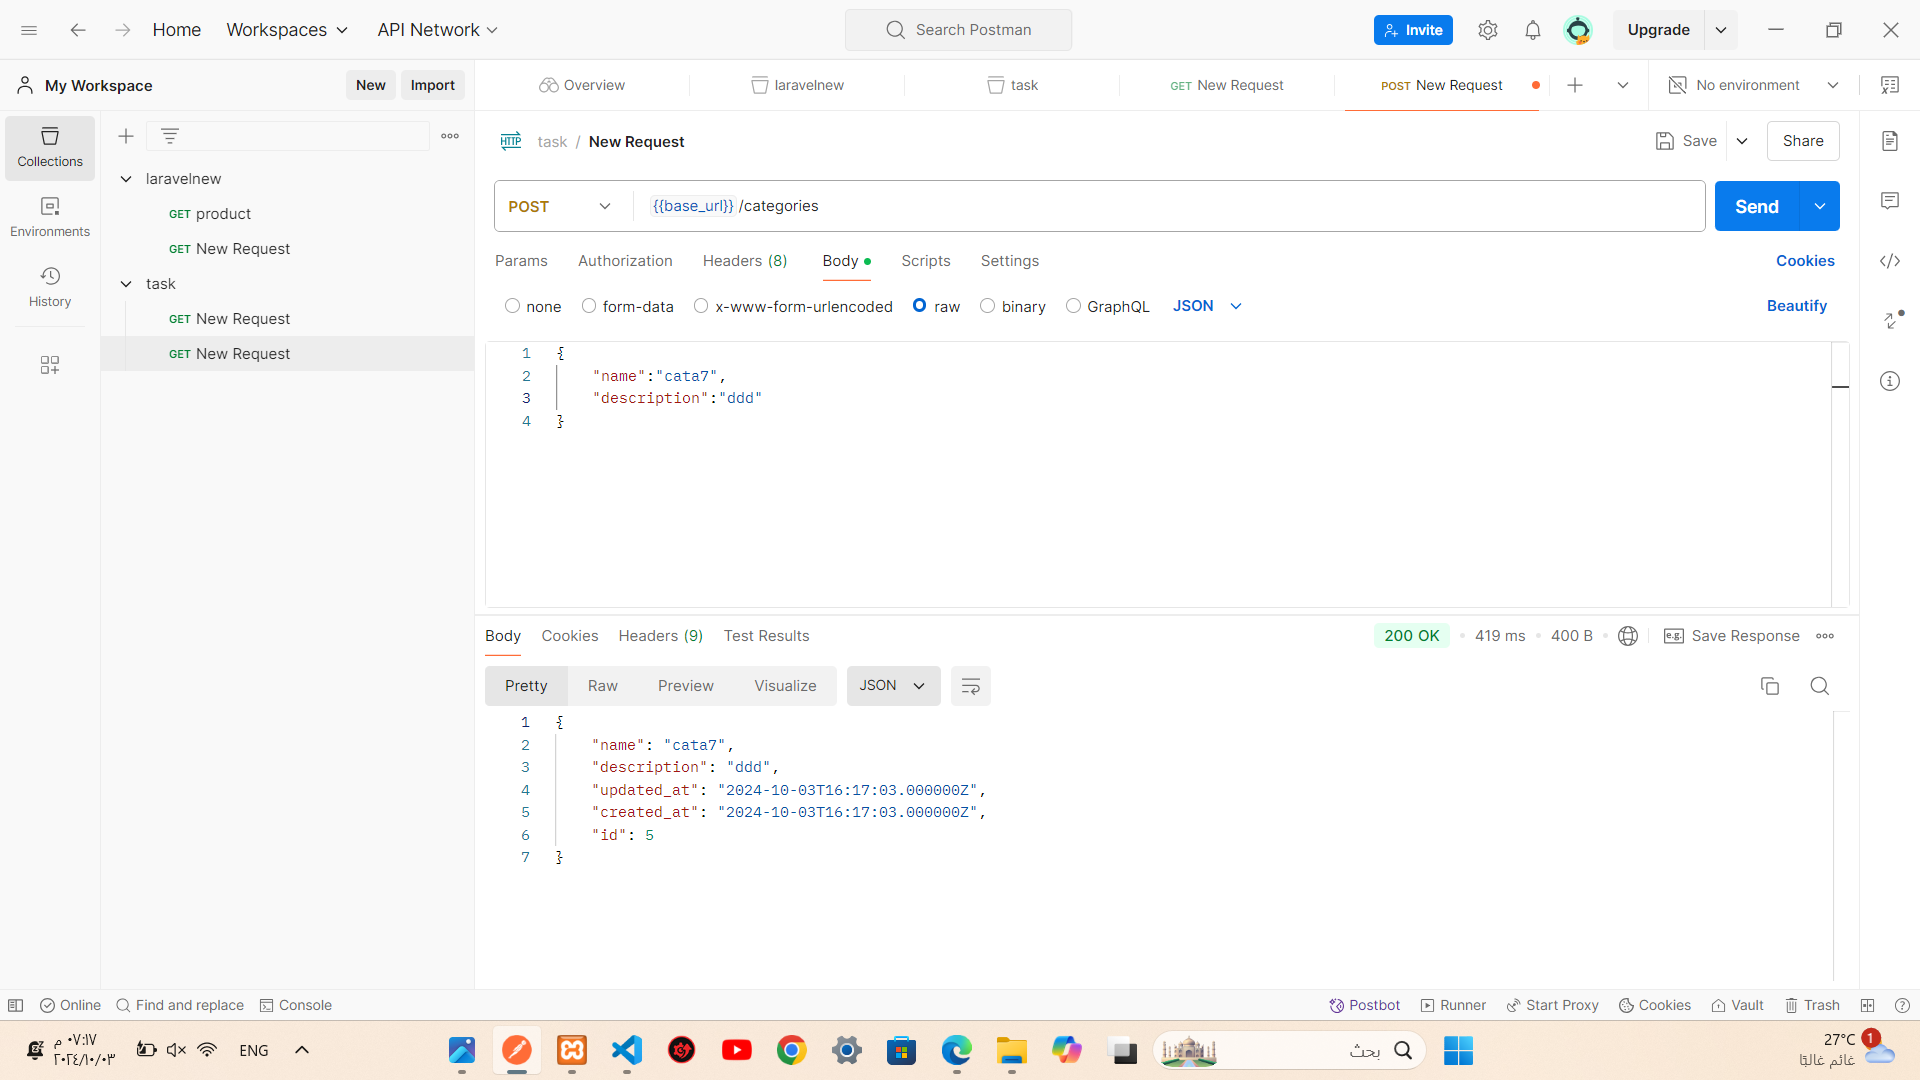 Home Workspaces API Network Search Postman Invite Upgrade
My Workspace New Import Overview laravelnew task GET New Request POST New Request No environment
Collections
Environments
History
laravelnew
GET product
GET New Request
task
GET New Request
GET New Request
HTTP task / New Request Save Share
POST {{base_url}} /categories Send
Params Authorization Headers (8) Body Scripts Settings Cookies
none form-data x-www-form-urlencoded raw binary GraphQL JSON Beautify
1 {
2 "name":"cata7",
3 "description":"ddd"
4 }
Body Cookies Headers (9) Test Results 200 OK 419 ms 400 B e.g. Save Response
Pretty Raw Preview Visualize JSON
1 {
2 "name": "cata7",
3 "description": "ddd",
4 "updated_at": "2024-10-03T16:17:03.000000Z",
5 "created_at": "2024-10-03T16:17:03.000000Z",
6 "id": 5
7 }
Online Find and replace Console Postbot Runner Start Proxy Cookies Vault Trash
٠٧:١٧ م
٢٠٢٤/١٠/٠٣
ENG
بحث
27°C 1
غائم غالبًا